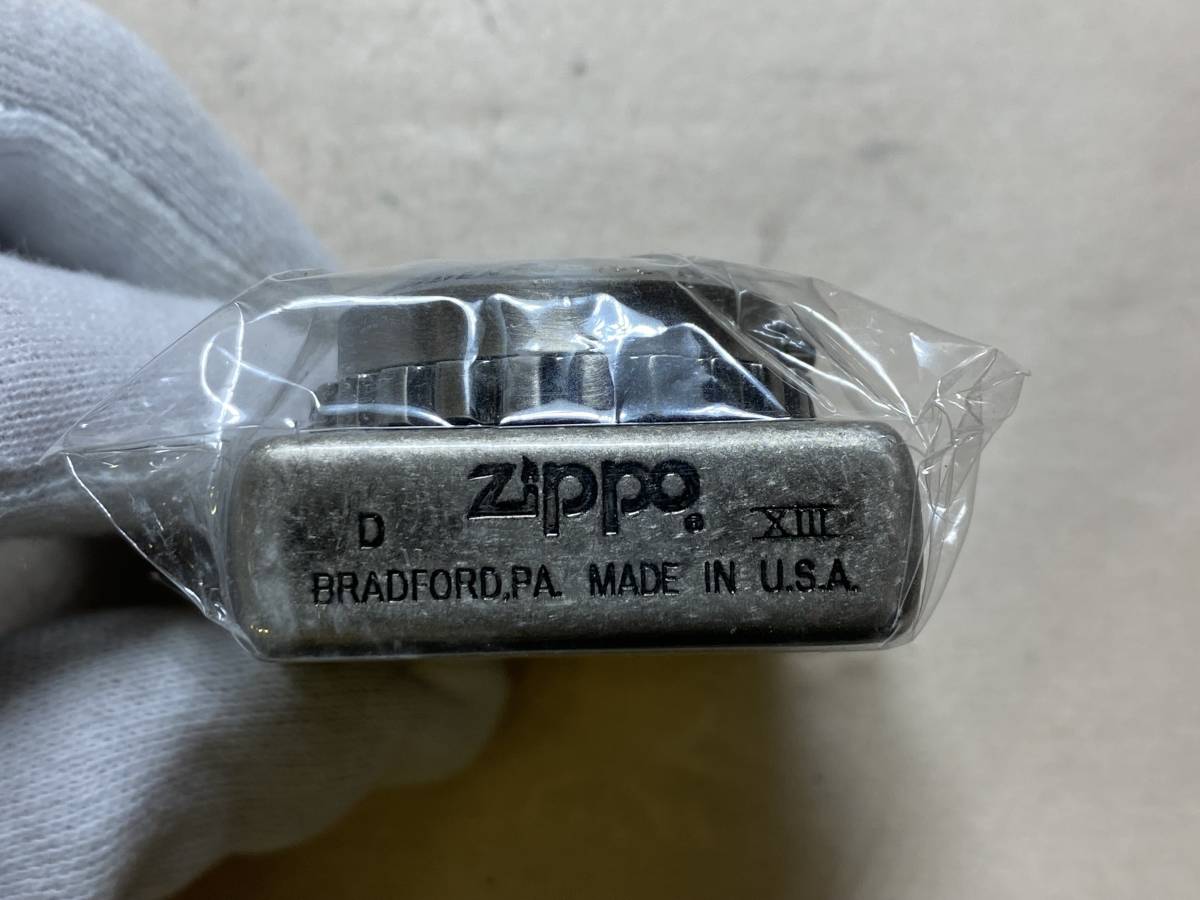 zippo ®
D XIII
BRADFORD,PA. MADE IN U.S.A.